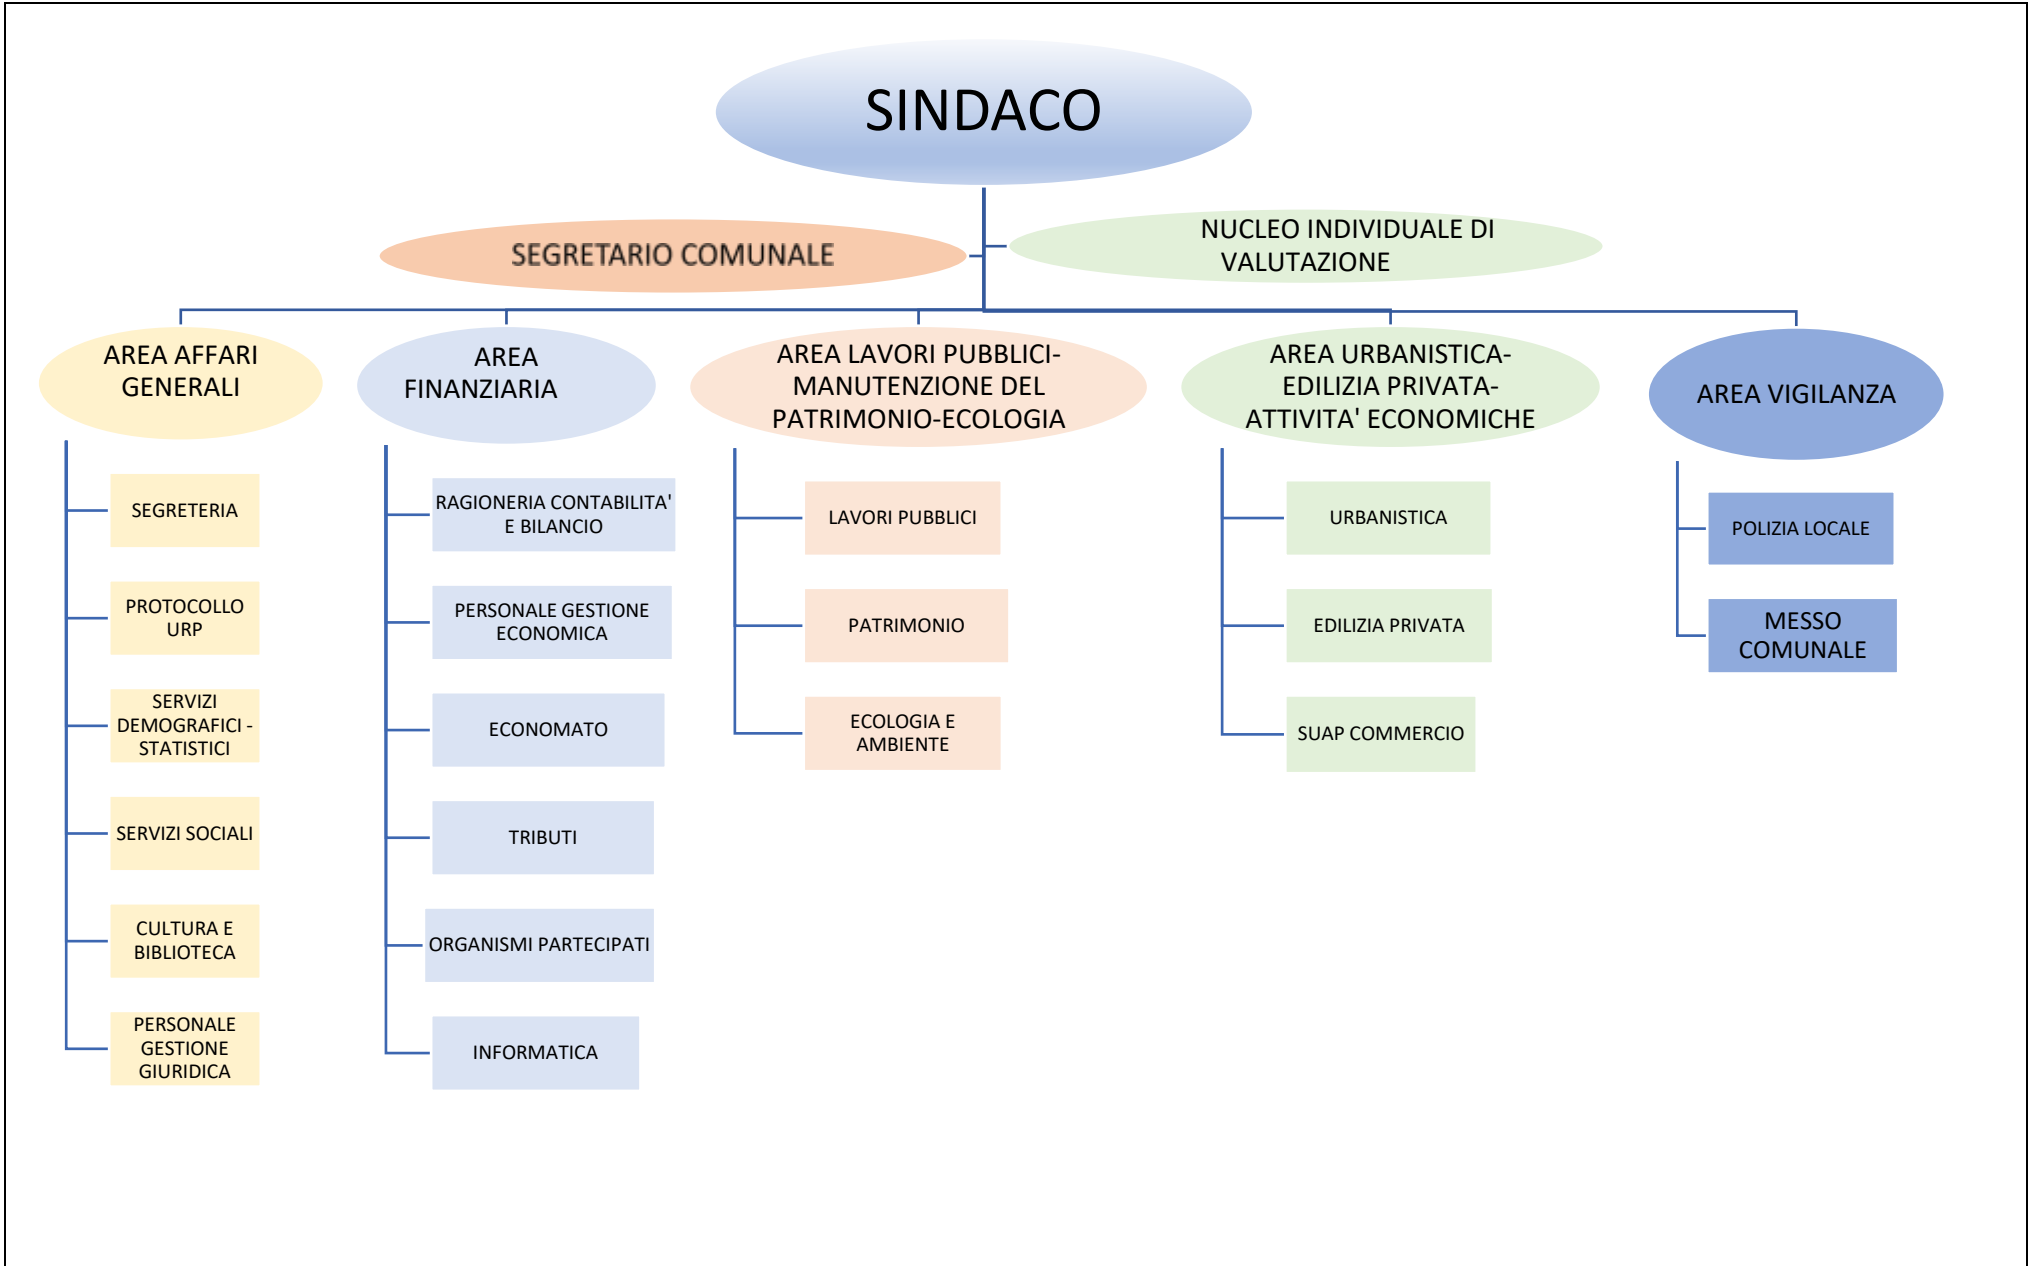 SINDACO
SEGRETARIO COMUNALE
NUCLEO INDIVIDUALE DI
VALUTAZIONE
AREA AFFARI
GENERALI
SEGRETERIA
PROTOCOLLO
URP
SERVIZI
DEMOGRAFICI -
STATISTICI
SERVIZI SOCIALI
CULTURA E
BIBLIOTECA
PERSONALE
GESTIONE
GIURIDICA
AREA
FINANZIARIA
RAGIONERIA CONTABILITA'
E BILANCIO
PERSONALE GESTIONE
ECONOMICA
ECONOMATO
TRIBUTI
ORGANISMI PARTECIPATI
INFORMATICA
AREA LAVORI PUBBLICI-
MANUTENZIONE DEL
PATRIMONIO-ECOLOGIA
LAVORI PUBBLICI
PATRIMONIO
ECOLOGIA E
AMBIENTE
AREA URBANISTICA-
EDILIZIA PRIVATA-
ATTIVITA' ECONOMICHE
URBANISTICA
EDILIZIA PRIVATA
SUAP COMMERCIO
AREA VIGILANZA
POLIZIA LOCALE
MESSO
COMUNALE